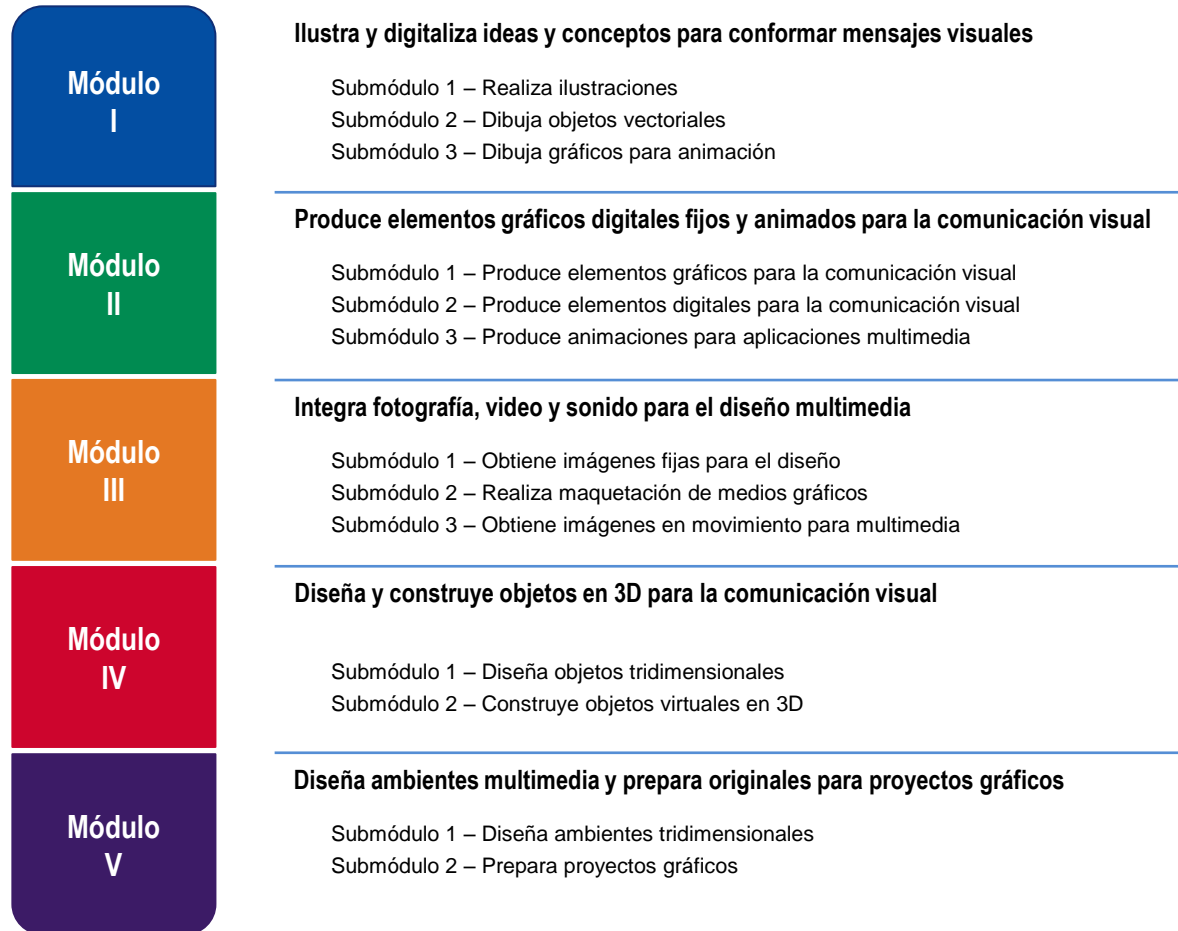 Módulo
I
Ilustra y digitaliza ideas y conceptos para conformar mensajes visuales
Submódulo 1 – Realiza ilustraciones
Submódulo 2 – Dibuja objetos vectoriales
Submódulo 3 – Dibuja gráficos para animación
Módulo
II
Produce elementos gráficos digitales fijos y animados para la comunicación visual
Submódulo 1 – Produce elementos gráficos para la comunicación visual
Submódulo 2 – Produce elementos digitales para la comunicación visual
Submódulo 3 – Produce animaciones para aplicaciones multimedia
Módulo
III
Integra fotografía, video y sonido para el diseño multimedia
Submódulo 1 – Obtiene imágenes fijas para el diseño
Submódulo 2 – Realiza maquetación de medios gráficos
Submódulo 3 – Obtiene imágenes en movimiento para multimedia
Módulo
IV
Diseña y construye objetos en 3D para la comunicación visual
Submódulo 1 – Diseña objetos tridimensionales
Submódulo 2 – Construye objetos virtuales en 3D
Módulo
V
Diseña ambientes multimedia y prepara originales para proyectos gráficos
Submódulo 1 – Diseña ambientes tridimensionales
Submódulo 2 – Prepara proyectos gráficos